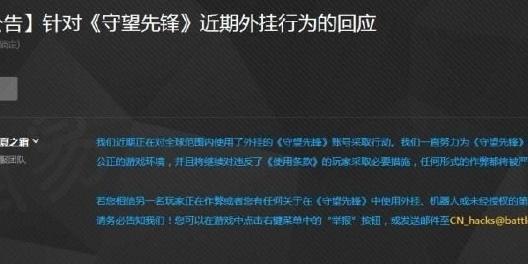 告】针对《守望先锋》近期外挂行为的回应
夏之霜
团队
我们近期正在对全球范围内使用了外挂的《守望先锋》账号采取行动。我们一直努力为《守望先锋》
公正的游戏环境，并且将继续对违反了《使用条款》的玩家采取必要措施，任何形式的作弊都将被严
若您相信另一名玩家正在作弊或者您有任何关于在《守望先锋》中使用外挂、机器人或未经授权的第
请务必告知我们！您可以在游戏中点击右键菜单中的“举报”按钮，或发送邮件至CN_hacks@battl